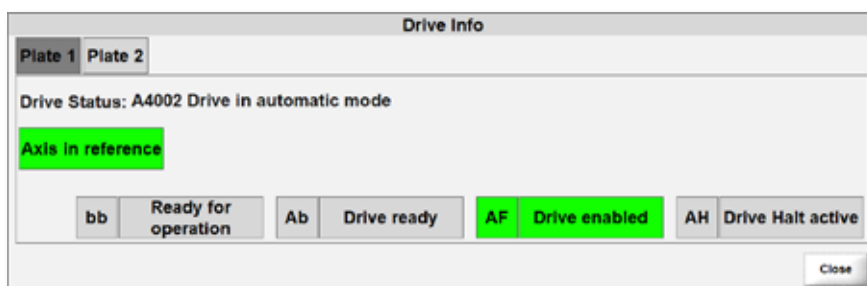 Drive Info
Plate 1 Plate 2
Drive Status: A4002 Drive in automatic mode
Axis in reference
bb Ready for operation Ab Drive ready AF Drive enabled AH Drive Halt active
Close